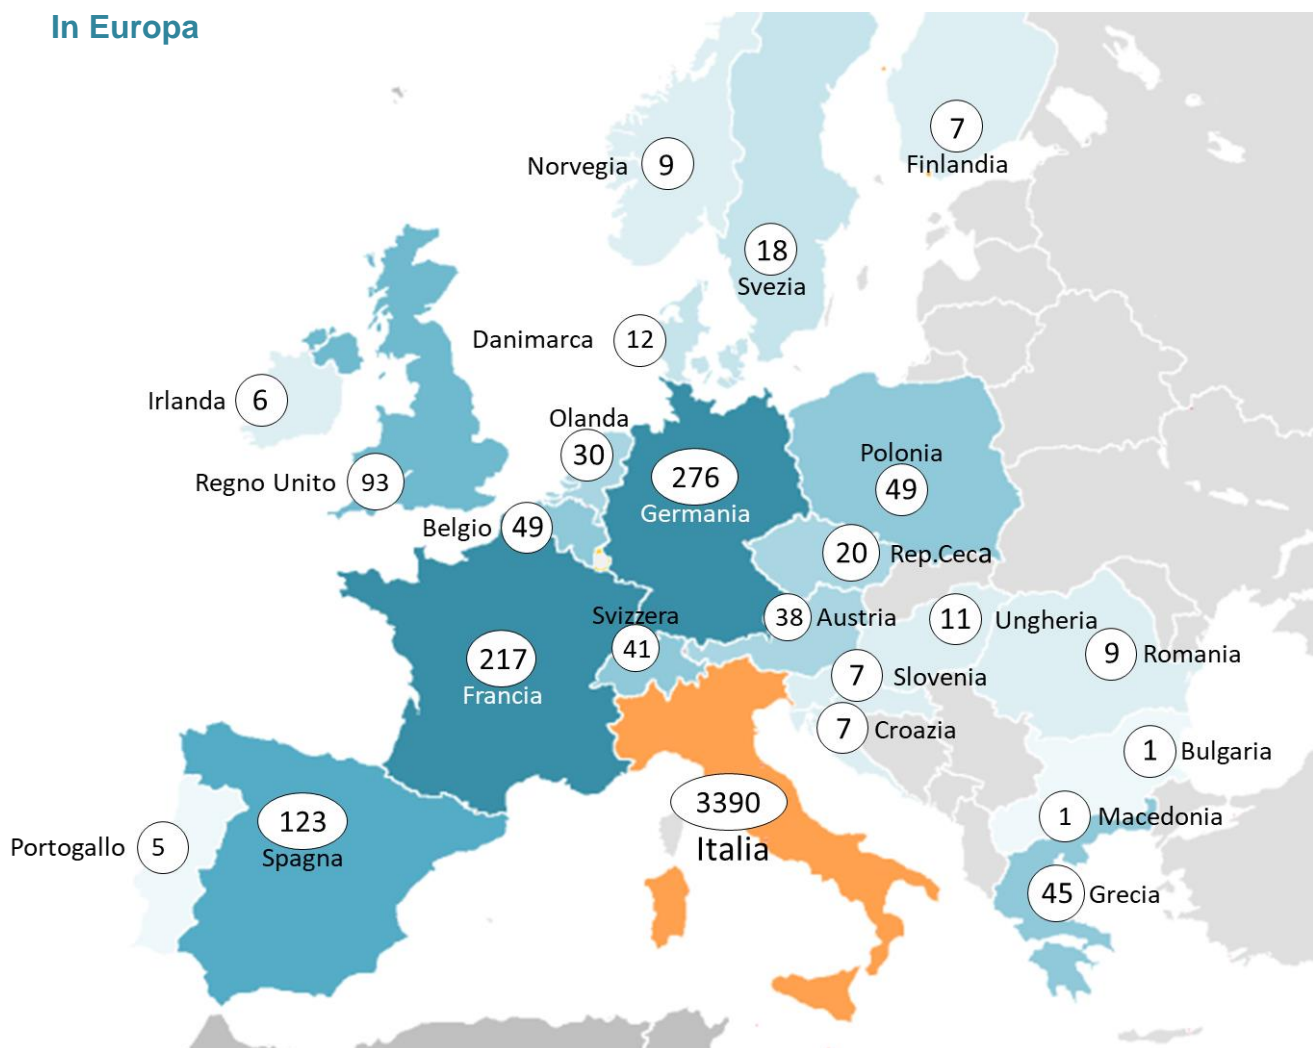 In Europa
7
Finlandia
Norvegia 9
18
Svezia
Danimarca 12
Irlanda 6
Olanda
30
Polonia
49
276
Germania
Regno Unito 93
Belgio 49
20 Rep.Ceca
Svizzera
41
38 Austria
11 Ungheria
9 Romania
217
Francia
7 Slovenia
7 Croazia
1 Bulgaria
3390
Italia
1 Macedonia
123
Spagna
Portogallo 5
45 Grecia